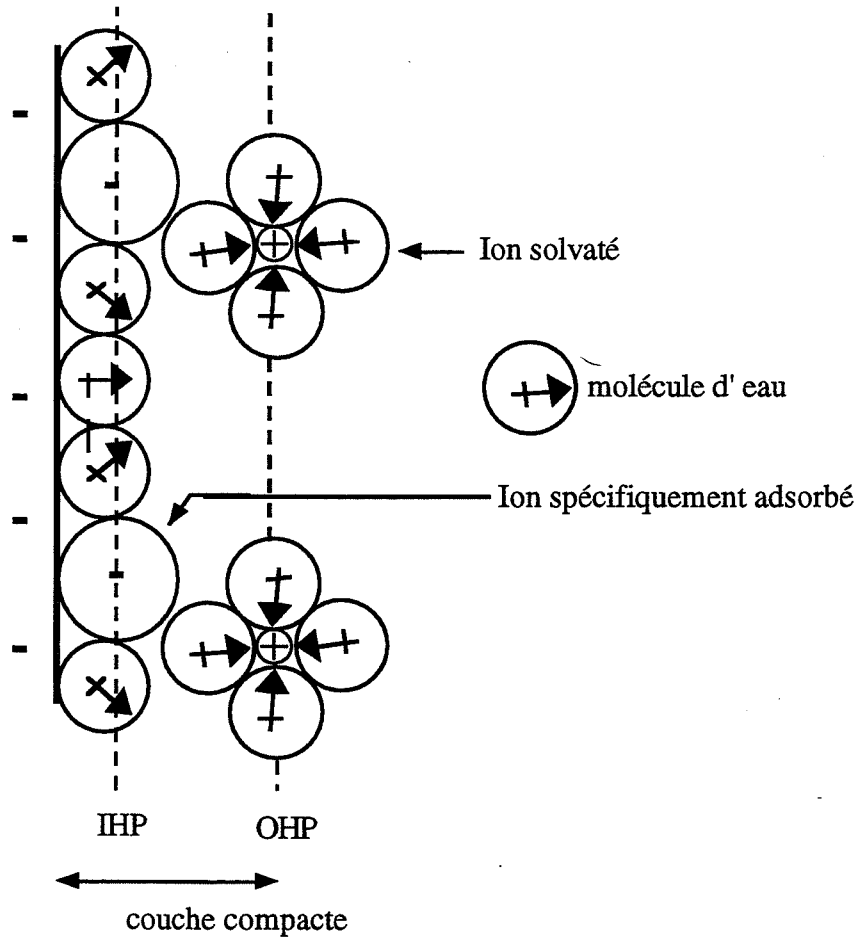 Ion solvaté
molécule d' eau
Ion spécifiquement adsorbé
IHP
OHP
couche compacte